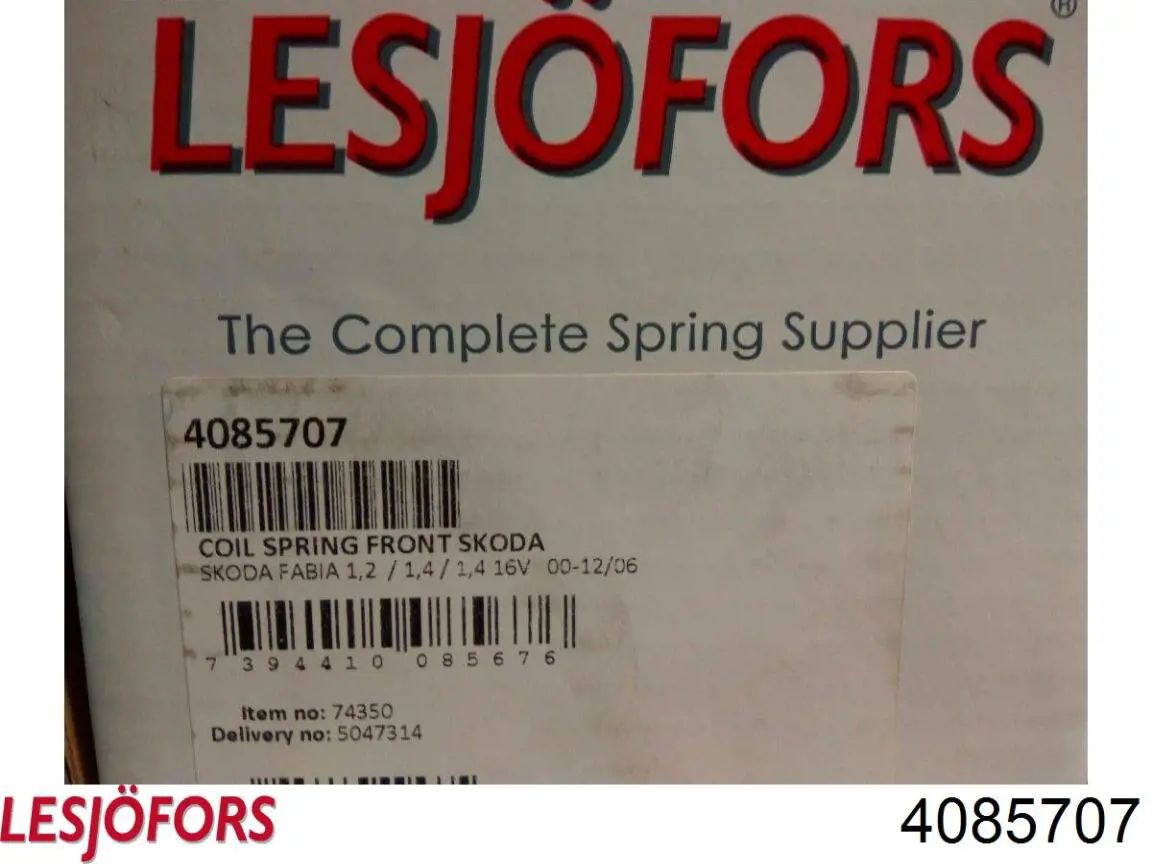 LESJÖFORS®
The Complete Spring Supplier
4085707
COIL SPRING FRONT SKODA
SKODA FABIA 1,2 / 1,4 / 1,4 16V 00-12/06
7 394410 085676
Item no: 74350
Delivery no: 5047314
LESJÖFORS 4085707